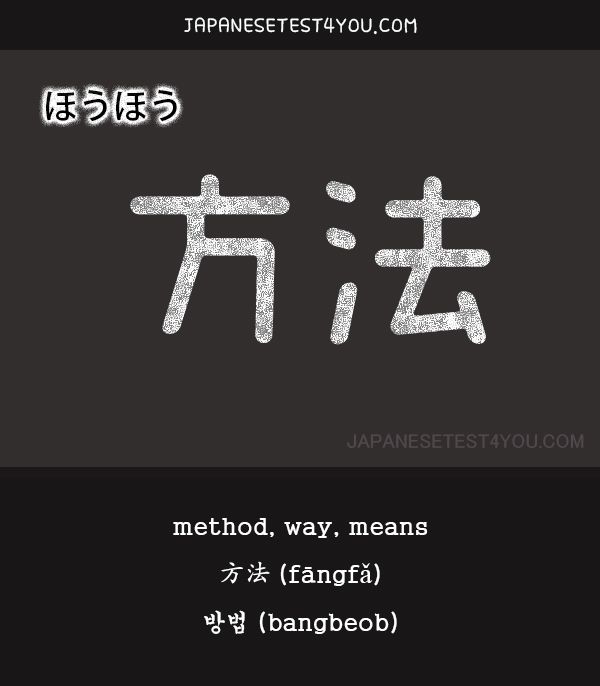 JAPANESETEST4YOU.COM
ほうほう
方法
JAPANESETEST4YOU.COM
method, way, means
方法 (fāngfǎ)
방법 (bangbeob)